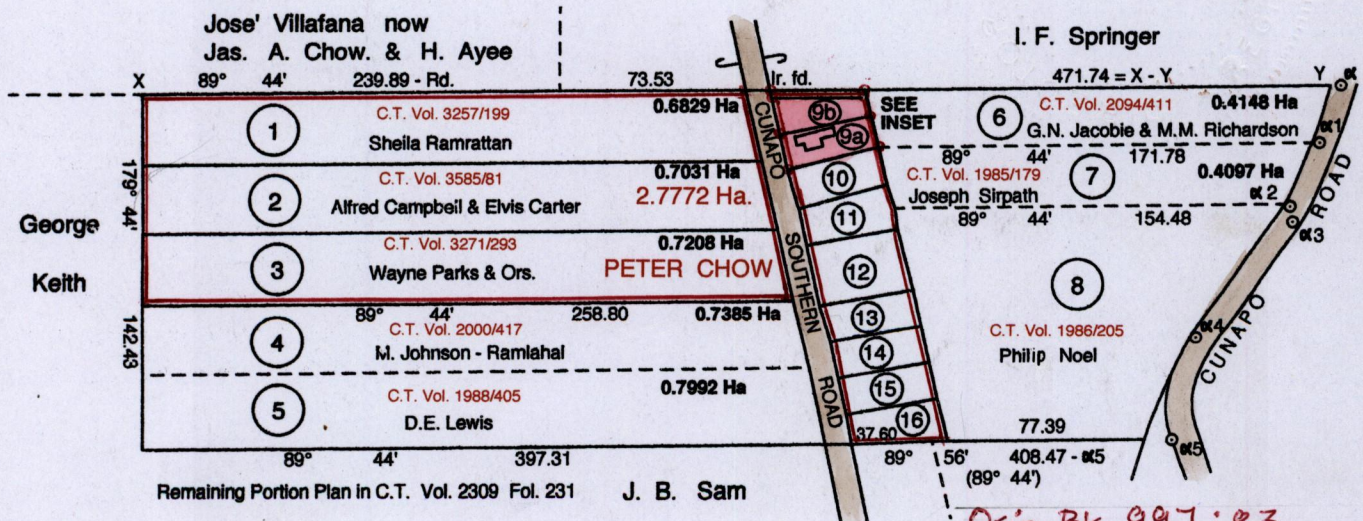 Jose' Villafana now
Jas. A. Chow. & H. Ayee
I. F. Springer
X 89° 44' 239.89 - Rd. 73.53 Ir. fd. 471.74 = X - Y Y α
1
C.T. Vol. 3257/199
0.6829 Ha
Sheila Ramrattan
CUNAPO
9b
9a
SEE
INSET
6
C.T. Vol. 2094/411
0.4148 Ha
G.N. Jacobie & M.M. Richardson
α1
89° 44' 171.78
179° 44'
142.43
George
Keith
2
C.T. Vol. 3585/81
0.7031 Ha
Alfred Campbell & Elvis Carter
2.7772 Ha.
10
11
C.T. Vol. 1985/179
7
0.4097 Ha
Joseph Sirpath
α2
89° 44' 154.48
α3
ROAD
3
C.T. Vol. 3271/293
0.7208 Ha
Wayne Parks & Ors.
PETER CHOW
SOUTHERN
12
8
89° 44' 258.80
0.7385 Ha
4
C.T. Vol. 2000/417
M. Johnson - Ramlahal
13
14
C.T. Vol. 1986/205
Philip Noel
α4
CUNAPO
5
C.T. Vol. 1988/405
0.7992 Ha
D.E. Lewis
ROAD
15
16
37.60
77.39
α5
89° 44' 397.31
89° 56' 408.47 - α5
(89° 44')
Remaining Portion Plan in C.T. Vol. 2309 Fol. 231
J. B. Sam